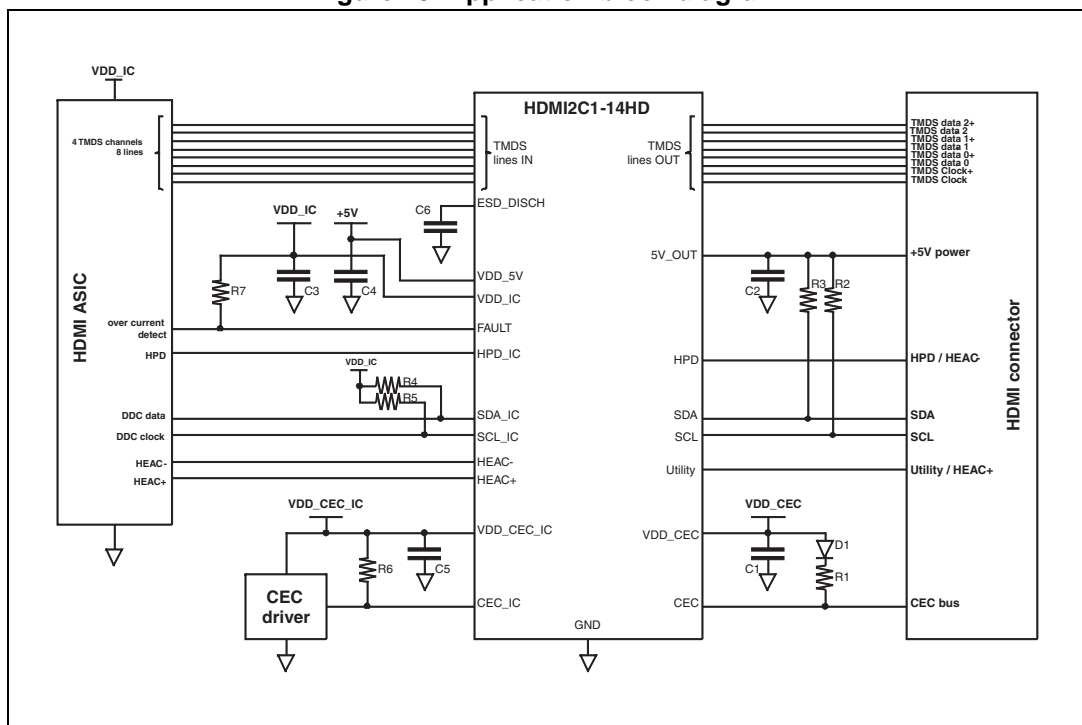 VDD_IC
HDMI2C1-14HD
4 TMDS channels
8 lines
TMDS
lines IN
TMDS
lines OUT
TMDS data 2+
TMDS data 2
TMDS data 1+
TMDS data 1
TMDS data 0+
TMDS data 0
TMDS Clock+
TMDS Clock
HDMI ASIC
HDMI connector
C6
ESD_DISCH
VDD_IC
+5V
C3
C4
R7
VDD_5V
VDD_IC
5V_OUT
C2
R3
R2
+5V power
over current
detect
FAULT
HPD
HPD_IC
HPD
HPD / HEAC-
VDD_IC
R4
R5
DDC data
SDA_IC
SDA
SDA
DDC clock
SCL_IC
SCL
SCL
HEAC-
HEAC-
Utility
Utility / HEAC+
HEAC+
HEAC+
VDD_CEC_IC
VDD_CEC_IC
VDD_CEC
VDD_CEC
R6
C5
C1
D1
R1
CEC
driver
CEC_IC
CEC
CEC bus
GND